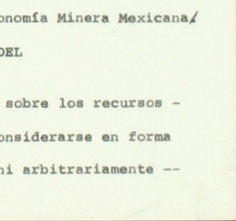 onomía Minera Mexicana/
DEL
sobre los recursos -
onsiderarse en forma
ni arbitrariamente --